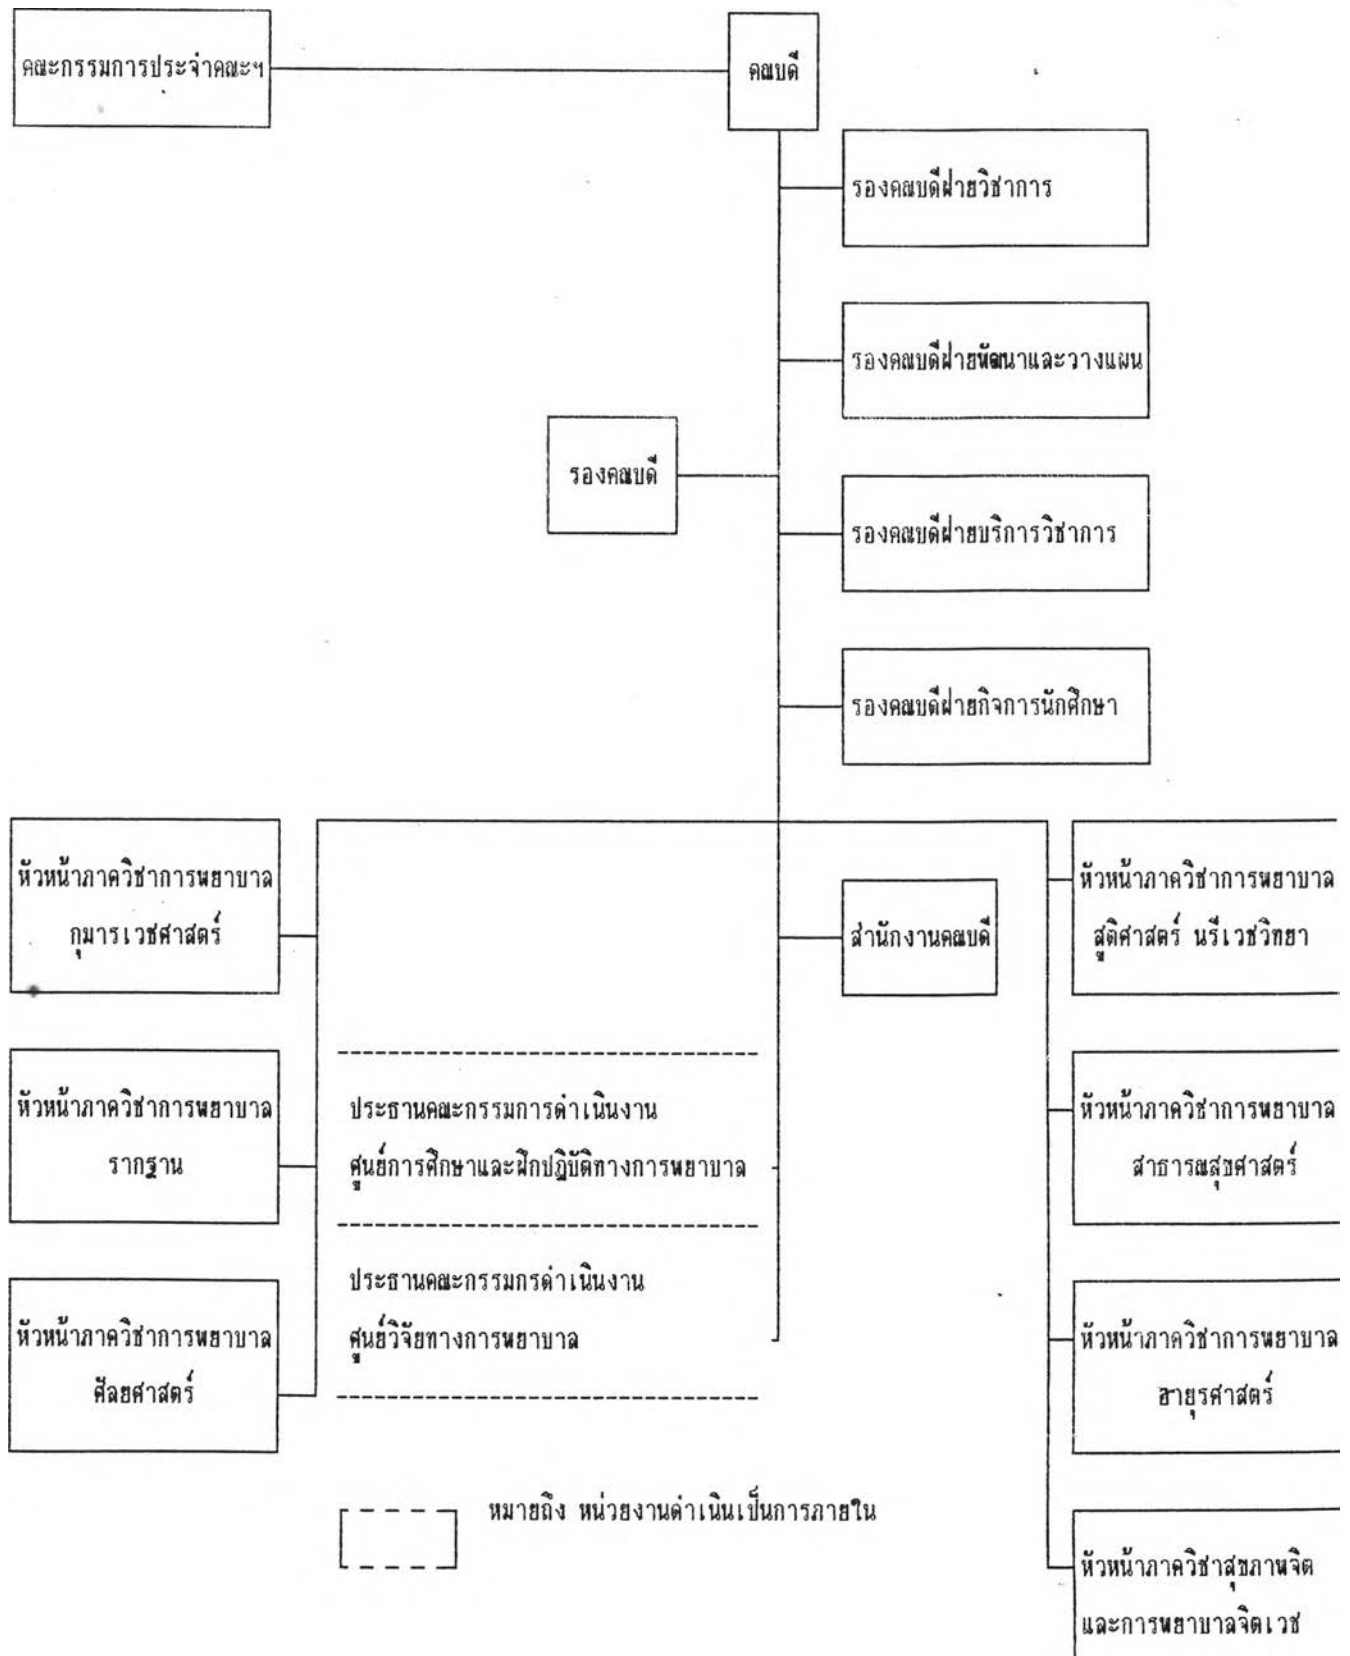 คณะกรรมการประจำคณะฯ
คณบดี
รองคณบดีฝ่ายวิชาการ
รองคณบดีฝ่ายพัฒนาและวางแผน
รองคณบดี
รองคณบดีฝ่ายบริการวิชาการ
รองคณบดีฝ่ายกิจการนักศึกษา
หัวหน้าภาควิชาการพยาบาล
กุมารเวชศาสตร์
สำนักงานคณบดี
หัวหน้าภาควิชาการพยาบาล
สูติศาสตร์ นรีเวชวิทยา
หัวหน้าภาควิชาการพยาบาล
รากฐาน
ประธานคณะกรรมการดำเนินงาน
ศูนย์การศึกษาและฝึกปฏิบัติทางการพยาบาล
หัวหน้าภาควิชาการพยาบาล
สาธารณสุขศาสตร์
หัวหน้าภาควิชาการพยาบาล
ศัลยศาสตร์
ประธานคณะกรรมกรดำเนินงาน
ศูนย์วิจัยทางการพยาบาล
หัวหน้าภาควิชาการพยาบาล
อายุรศาสตร์
หมายถึง หน่วยงานดำเนินเป็นการภายใน
หัวหน้าภาควิชาสุขภาพจิต
และการพยาบาลจิตเวช